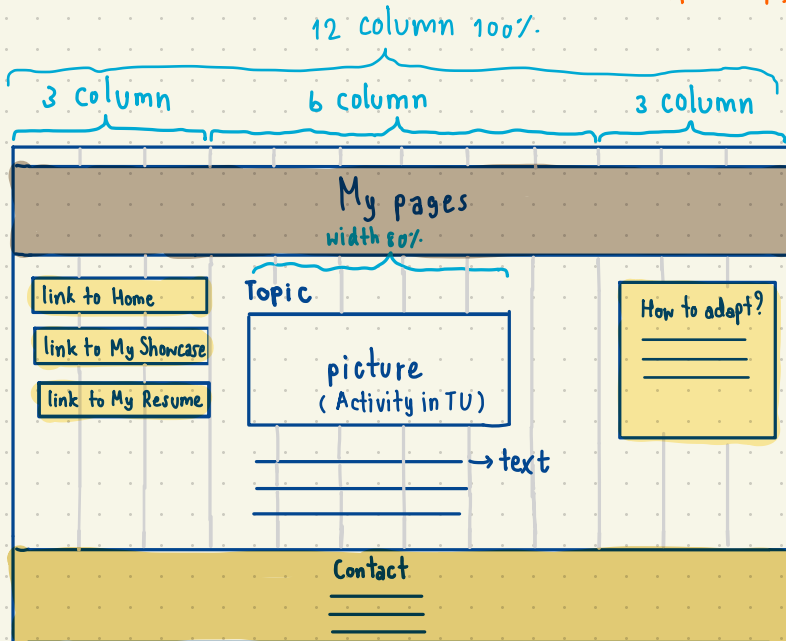 12 column 100%
3 column
6 column
3 column
My pages
width 80%
link to Home
link to My Showcase
link to My Resume
Topic
picture
(Activity in TU)
→ text
How to adapt?
Contact